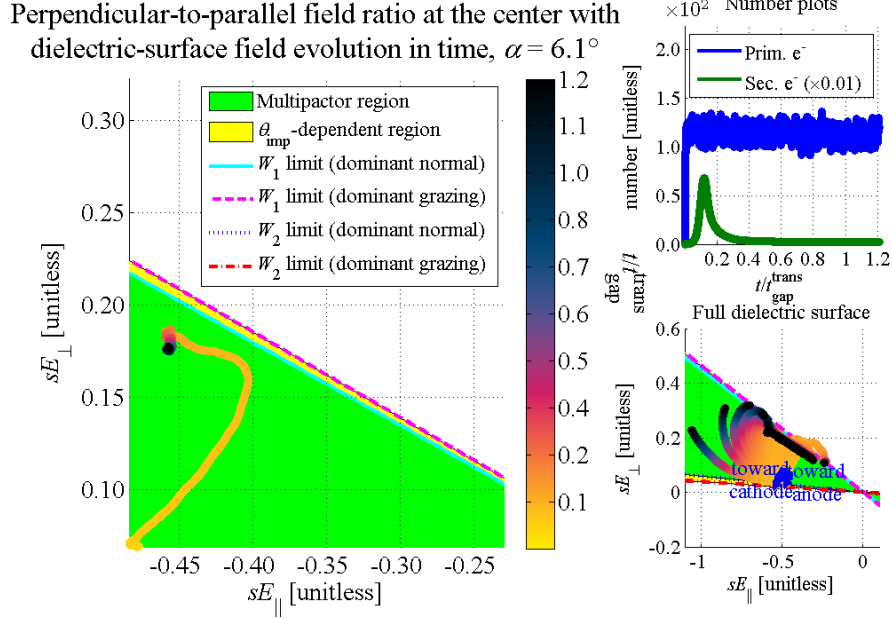 Perpendicular-to-parallel field ratio at the center with
dielectric-surface field evolution in time, α = 6.1°
Multipactor region
θimp-dependent region
W1 limit (dominant normal)
W1 limit (dominant grazing)
W2 limit (dominant normal)
W2 limit (dominant grazing)
0.30
0.25
0.20
0.15
0.10
sE⊥ [unitless]
-0.45
-0.40
-0.35
-0.30
-0.25
sE|| [unitless]
1.2
1.0
0.8
0.7
0.6
0.5
0.4
0.3
0.2
0.1
t/t trans gap
×10²
Number plots
Prim. e-
Sec. e- (×0.01)
2.0
1.5
1.0
0.5
0.0
number [unitless]
0 0.2 0.4 0.6 0.8 1 1.2
t/t trans gap
Full dielectric surface
0.4
0.2
0
-0.2
sE⊥ [unitless]
toward
cathode
toward
anode
-1
-0.5
0
sE|| [unitless]